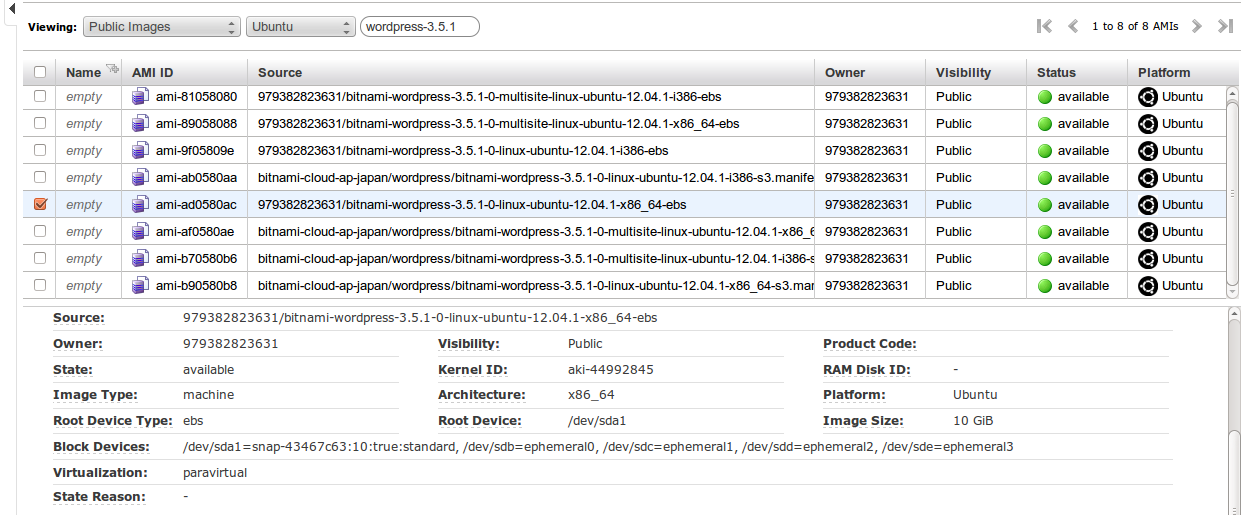 Viewing: Public Images Ubuntu wordpress-3.5.1 1 to 8 of 8 AMIs
Name AMI ID Source Owner Visibility Status Platform
empty ami-81058080 979382823631/bitnami-wordpress-3.5.1-0-multisite-linux-ubuntu-12.04.1-i386-ebs 979382823631 Public available Ubuntu
empty ami-89058088 979382823631/bitnami-wordpress-3.5.1-0-multisite-linux-ubuntu-12.04.1-x86_64-ebs 979382823631 Public available Ubuntu
empty ami-9f05809e 979382823631/bitnami-wordpress-3.5.1-0-linux-ubuntu-12.04.1-i386-ebs 979382823631 Public available Ubuntu
empty ami-ab0580aa bitnami-cloud-ap-japan/wordpress/bitnami-wordpress-3.5.1-0-linux-ubuntu-12.04.1-i386-s3.manife 979382823631 Public available Ubuntu
empty ami-ad0580ac 979382823631/bitnami-wordpress-3.5.1-0-linux-ubuntu-12.04.1-x86_64-ebs 979382823631 Public available Ubuntu
empty ami-af0580ae bitnami-cloud-ap-japan/wordpress/bitnami-wordpress-3.5.1-0-multisite-linux-ubuntu-12.04.1-x86_6 979382823631 Public available Ubuntu
empty ami-b70580b6 bitnami-cloud-ap-japan/wordpress/bitnami-wordpress-3.5.1-0-multisite-linux-ubuntu-12.04.1-i386-s 979382823631 Public available Ubuntu
empty ami-b90580b8 bitnami-cloud-ap-japan/wordpress/bitnami-wordpress-3.5.1-0-linux-ubuntu-12.04.1-x86_64-s3.mar 979382823631 Public available Ubuntu
Source: 979382823631/bitnami-wordpress-3.5.1-0-linux-ubuntu-12.04.1-x86_64-ebs
Owner: 979382823631 Visibility: Public Product Code:
State: available Kernel ID: aki-44992845 RAM Disk ID: -
Image Type: machine Architecture: x86_64 Platform: Ubuntu
Root Device Type: ebs Root Device: /dev/sda1 Image Size: 10 GiB
Block Devices: /dev/sda1=snap-43467c63:10:true:standard, /dev/sdb=ephemeral0, /dev/sdc=ephemeral1, /dev/sdd=ephemeral2, /dev/sde=ephemeral3
Virtualization: paravirtual
State Reason: -